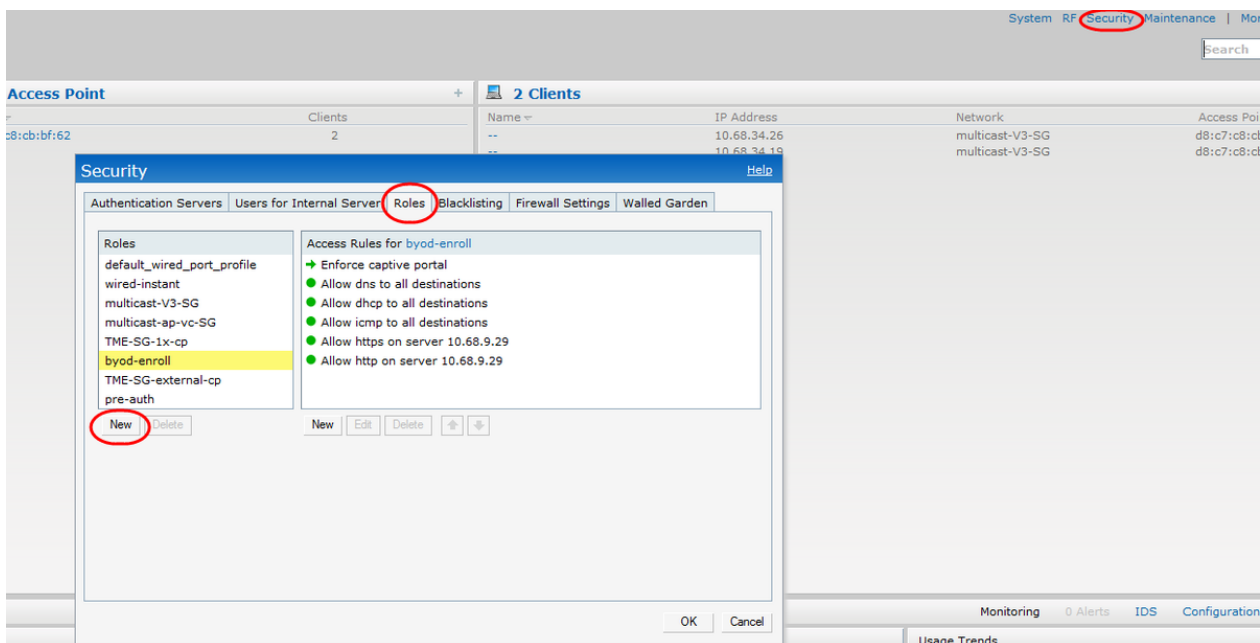 System RF Security Maintenance | Mor
Search
Access Point + 2 Clients
Clients Name IP Address Network Access Poi
c8:cb:bf:62 2 -- 10.68.34.26 multicast-V3-SG d8:c7:c8:cb
-- 10.68.34.19 multicast-V3-SG d8:c7:c8:cb
Security Help
Authentication Servers Users for Internal Server Roles Blacklisting Firewall Settings Walled Garden
Roles
default_wired_port_profile
wired-instant
multicast-V3-SG
multicast-ap-vc-SG
TME-SG-1x-cp
byod-enroll
TME-SG-external-cp
pre-auth
New Delete
Access Rules for byod-enroll
Enforce captive portal
Allow dns to all destinations
Allow dhcp to all destinations
Allow icmp to all destinations
Allow https on server 10.68.9.29
Allow http on server 10.68.9.29
New Edit Delete
OK Cancel
Monitoring 0 Alerts IDS Configuration
Usage Trends